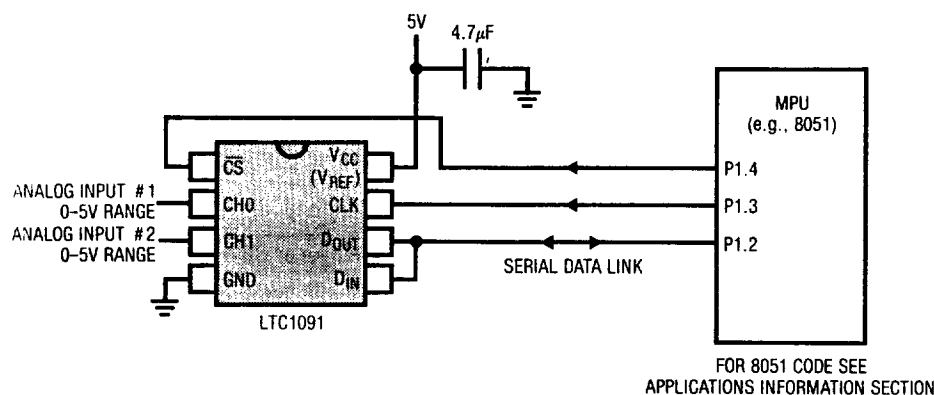 5V
4.7µF
MPU
(e.g., 8051)
P1.4
P1.3
P1.2
CS
CH0
CH1
GND
VCC
(VREF)
CLK
DOUT
DIN
ANALOG INPUT #1
0–5V RANGE
ANALOG INPUT #2
0–5V RANGE
SERIAL DATA LINK
LTC1091
FOR 8051 CODE SEE
APPLICATIONS INFORMATION SECTION